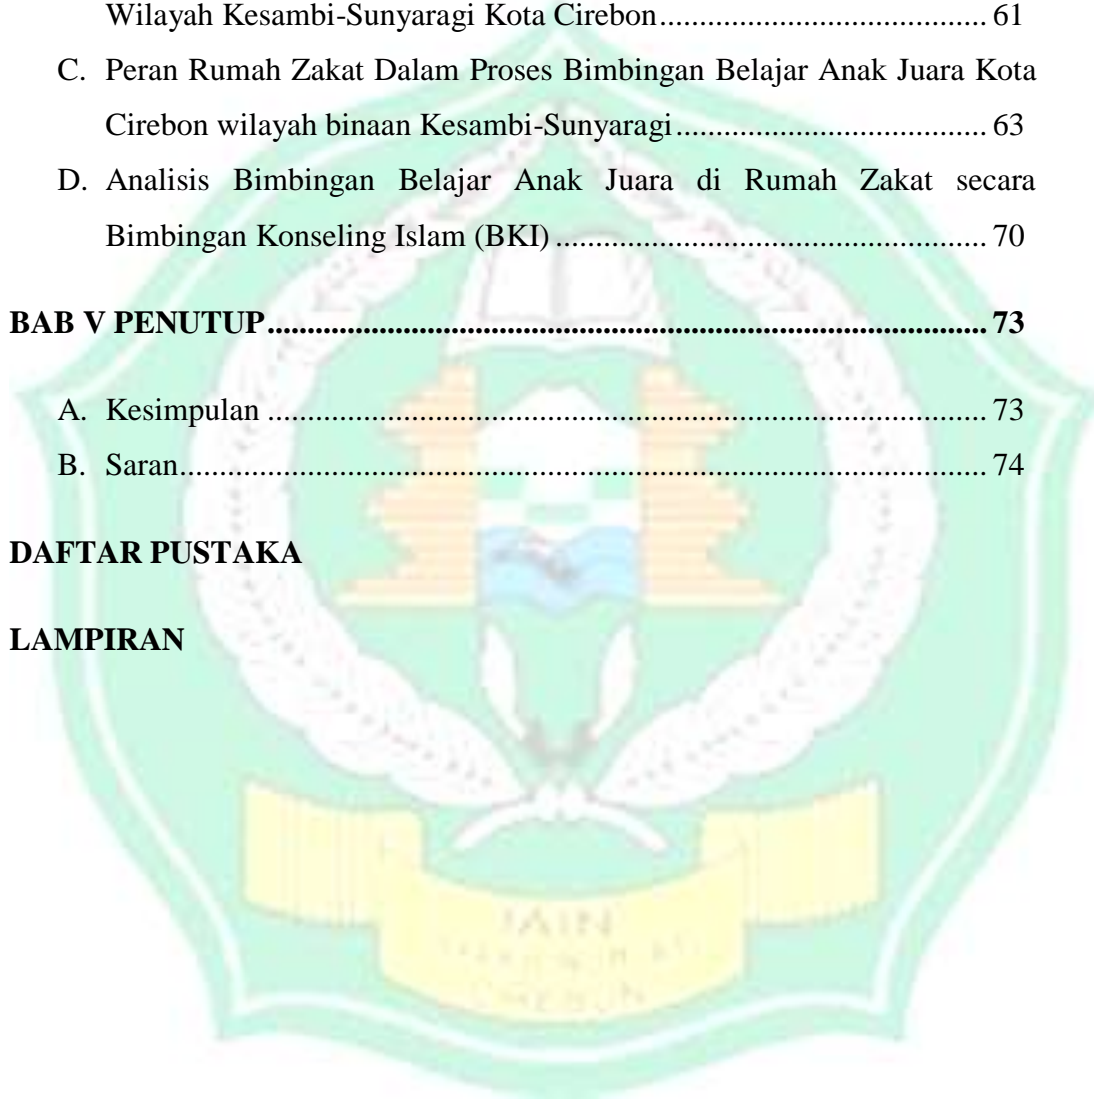 Wilayah Kesambi-Sunyaragi Kota Cirebon.................................... 61
C. Peran Rumah Zakat Dalam Proses Bimbingan Belajar Anak Juara Kota
Cirebon wilayah binaan Kesambi-Sunyaragi.................................. 63
D. Analisis Bimbingan Belajar Anak Juara di Rumah Zakat secara
Bimbingan Konseling Islam (BKI)............................................... 70
BAB V PENUTUP.............................................................................. 73
A. Kesimpulan.............................................................................. 73
B. Saran........................................................................................ 74
DAFTAR PUSTAKA
LAMPIRAN
IAIN